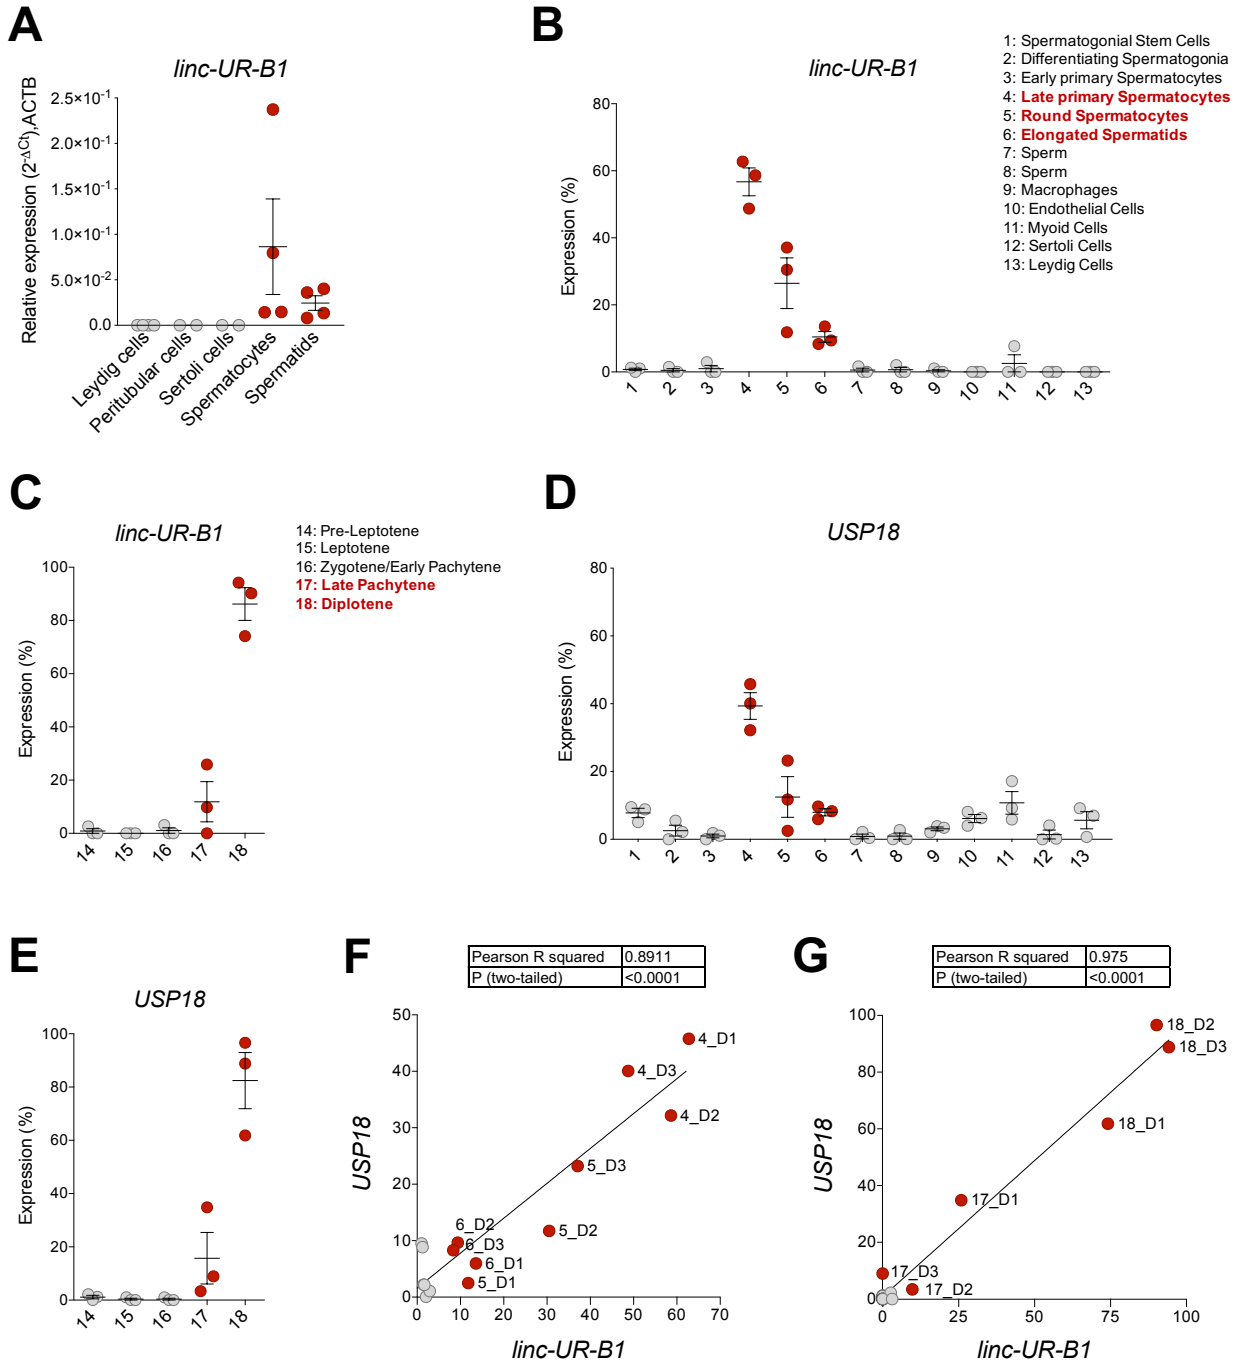 A
linc-UR-B1
Relative expression (2-ΔCt),ACTB
2.5×10-1
2.0×10-1
1.5×10-1
1.0×10-1
5.0×10-2
0.0
Leydig cells
Peritubular cells
Sertoli cells
Spermatocytes
Spermatids
B
linc-UR-B1
Expression (%)
80
60
40
20
0
1
2
3
4
5
6
7
8
9
10
11
12
13
1: Spermatogonial Stem Cells
2: Differentiating Spermatogonia
3: Early primary Spermatocytes
4: Late primary Spermatocytes
5: Round Spermatocytes
6: Elongated Spermatids
7: Sperm
8: Sperm
9: Macrophages
10: Endothelial Cells
11: Myoid Cells
12: Sertoli Cells
13: Leydig Cells
C
linc-UR-B1
Expression (%)
100
80
60
40
20
0
14
15
16
17
18
14: Pre-Leptotene
15: Leptotene
16: Zygotene/Early Pachytene
17: Late Pachytene
18: Diplotene
D
USP18
Expression (%)
80
60
40
20
0
1
2
3
4
5
6
7
8
9
10
11
12
13
E
USP18
Expression (%)
100
80
60
40
20
0
14
15
16
17
18
F
Pearson R squared 0.8911
P (two-tailed) <0.0001
USP18
50
40
30
20
10
0
4_D1
4_D3
4_D2
5_D3
5_D2
6_D2
6_D3
6_D1
5_D1
0 10 20 30 40 50 60 70
linc-UR-B1
G
Pearson R squared 0.975
P (two-tailed) <0.0001
USP18
100
80
60
40
20
0
18_D2
18_D3
18_D1
17_D1
17_D3
17_D2
0 25 50 75 100
linc-UR-B1